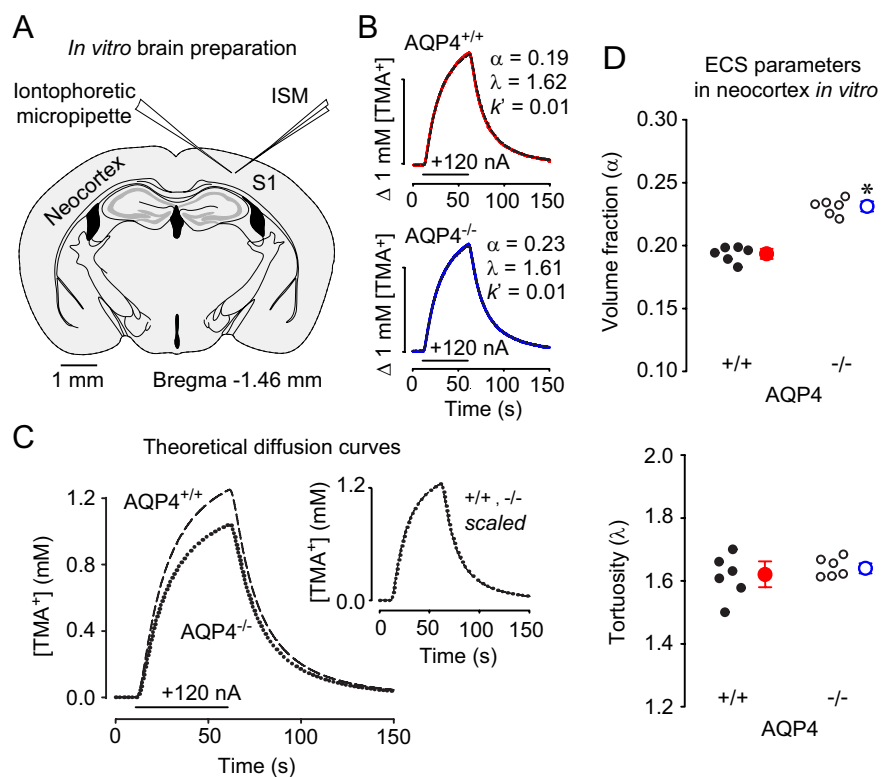 A
In vitro brain preparation
Iontophoretic
micropipette
ISM
Neocortex
S1
1 mm
Bregma -1.46 mm
B
AQP4+/+
α = 0.19
λ = 1.62
k' = 0.01
Δ 1 mM [TMA+]
+120 nA
0 50 100 150
AQP4-/-
α = 0.23
λ = 1.61
k' = 0.01
Δ 1 mM [TMA+]
+120 nA
0 50 100 150
Time (s)
C
Theoretical diffusion curves
1.2
0.8
0.4
0.0
[TMA+] (mM)
AQP4+/+
AQP4-/-
+120 nA
0 50 100 150
Time (s)
1.2
0.0
[TMA+] (mM)
+/+ , -/-
scaled
0 50 100 150
Time (s)
D
ECS parameters
in neocortex in vitro
0.30
0.25
0.20
0.15
0.10
Volume fraction (α)
*
+/+ -/-
AQP4
2.0
1.8
1.6
1.4
1.2
Tortuosity (λ)
+/+ -/-
AQP4